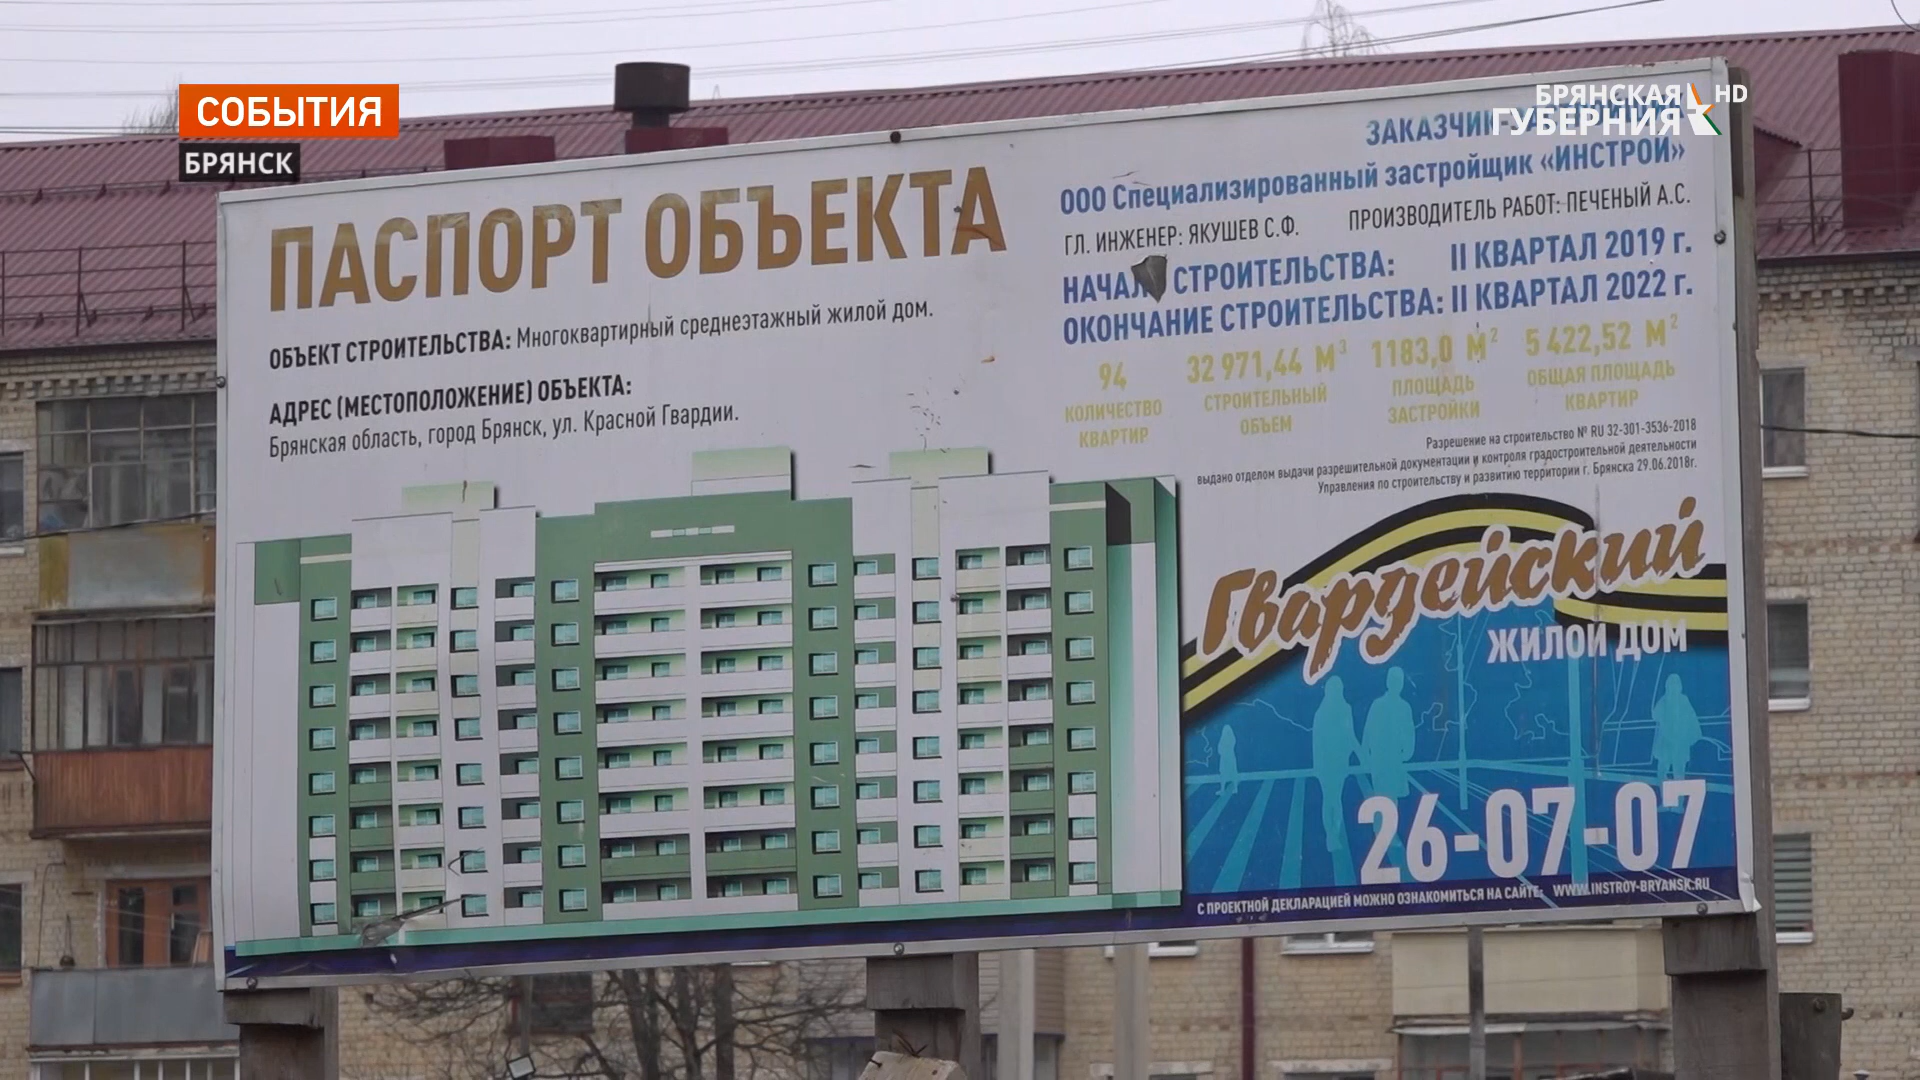 СОБЫТИЯ
БРЯНСК
БРЯНСКАЯ HD
ГУБЕРНИЯ
ПАСПОРТ ОБЪЕКТА
ОБЪЕКТ СТРОИТЕЛЬСТВА: Многоквартирный среднеэтажный жилой дом.
АДРЕС (МЕСТОПОЛОЖЕНИЕ) ОБЪЕКТА:
Брянская область, город Брянск, ул. Красной Гвардии.
ООО Специализированный застройщик «ИНСТРОЙ»
ГЛ. ИНЖЕНЕР: ЯКУШЕВ С.Ф. ПРОИЗВОДИТЕЛЬ РАБОТ: ПЕЧЕНЫЙ А.С.
НАЧАЛО СТРОИТЕЛЬСТВА: II КВАРТАЛ 2019 г.
ОКОНЧАНИЕ СТРОИТЕЛЬСТВА: II КВАРТАЛ 2022 г.
94 32 971,44 М³ 1183,0 М² 5 422,52 М²
КОЛИЧЕСТВО СТРОИТЕЛЬНЫЙ ПЛОЩАДЬ ОБЩАЯ ПЛОЩАДЬ
КВАРТИР ОБЪЕМ ЗАСТРОЙКИ КВАРТИР
Разрешение на строительство № RU 32-301-3536-2018
выдано отделом выдачи разрешительной документации и контроля градостроительной деятельности
Управления по строительству и развитию территории г. Брянска 29.06.2018г.
Гвардейский
ЖИЛОЙ ДОМ
26-07-07
С ПРОЕКТНОЙ ДЕКЛАРАЦИЕЙ МОЖНО ОЗНАКОМИТЬСЯ НА САЙТЕ: WWW.INSTROY-BRYANSK.RU